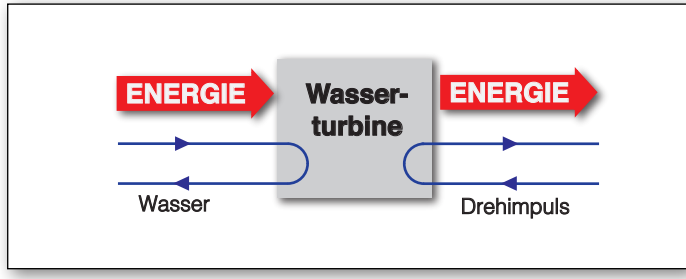 ENERGIE
Wasser-
turbine
ENERGIE
Wasser
Drehimpuls